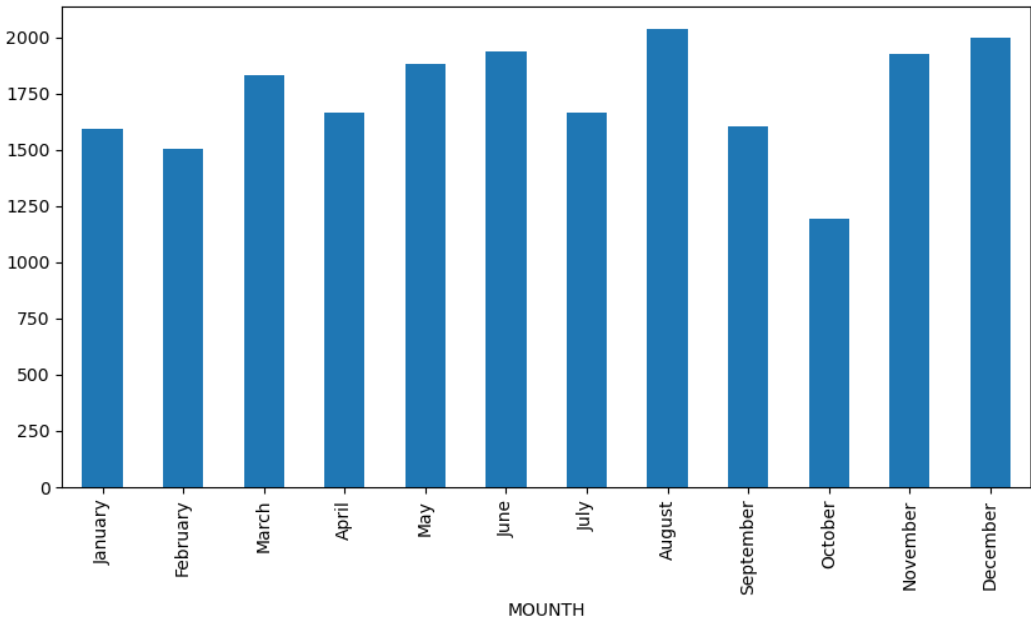 2000
1750
1500
1250
1000
750
500
250
0
January
February
March
April
May
June
July
August
September
October
November
December
MOUNTH